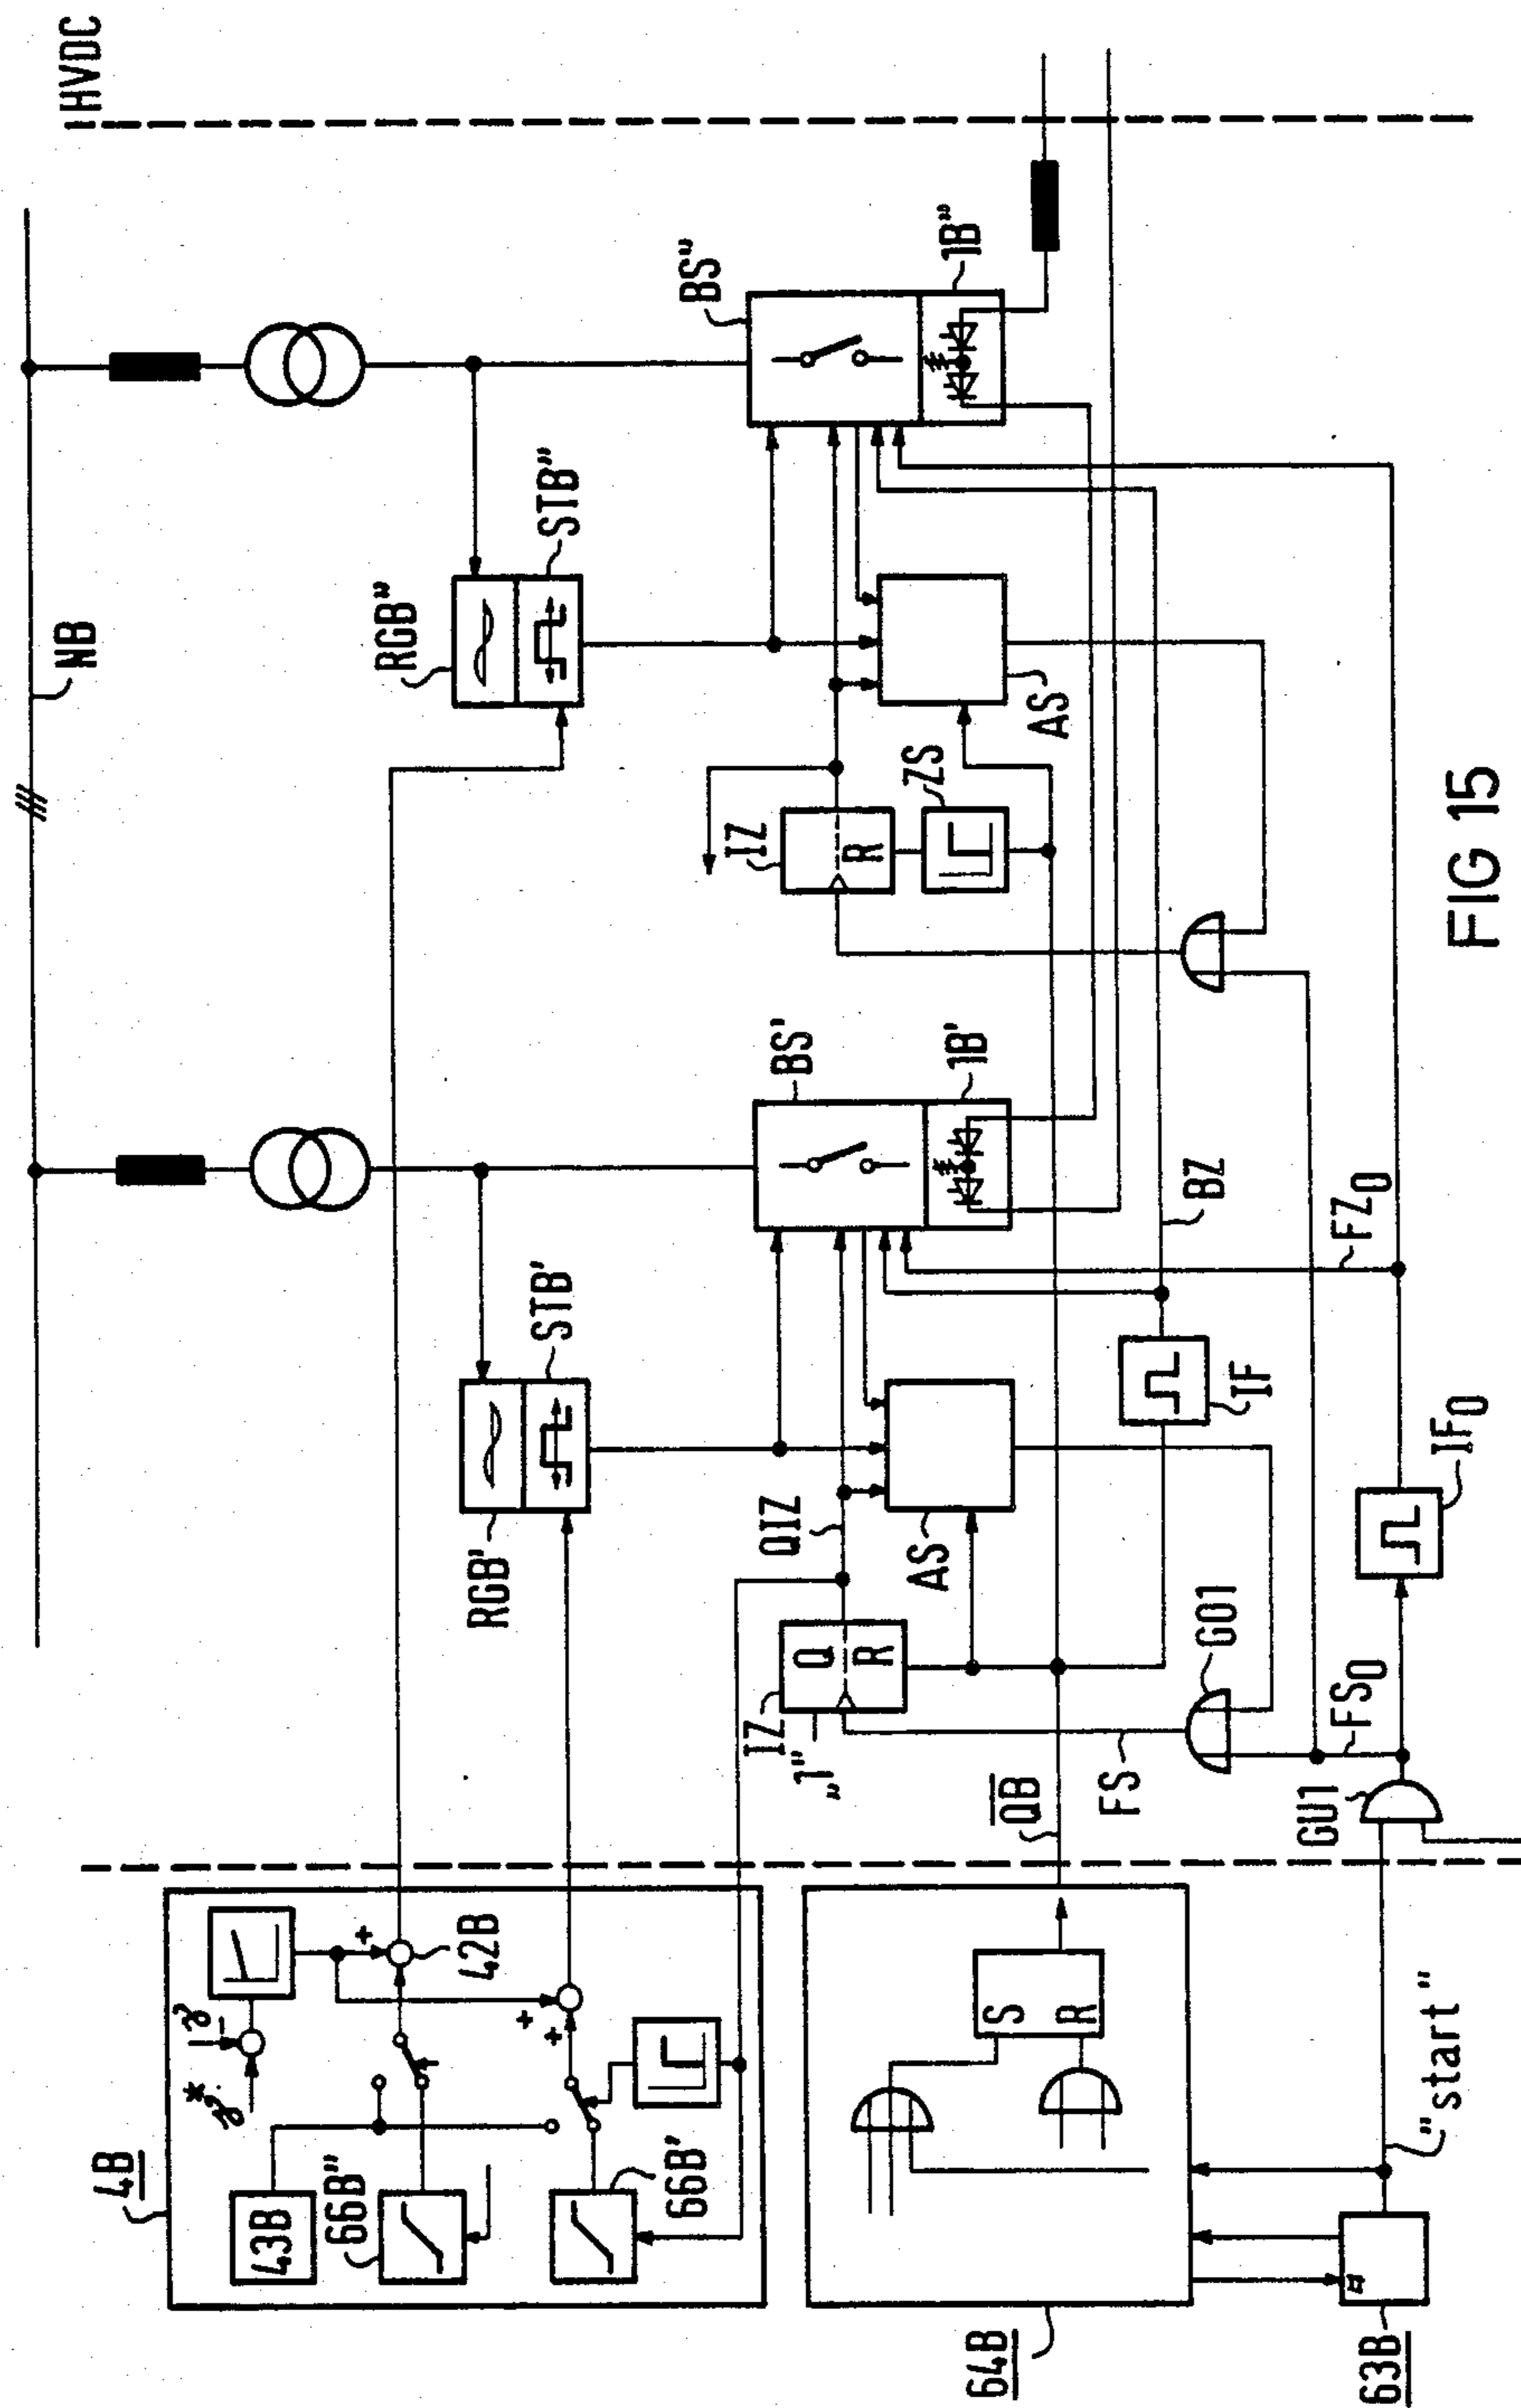 HVDC
NB
RGB"
STB"
BS"
1B"
RGB'
STB'
BS'
1B'
IZ
R
ZS
AS
IZ
Q
R
"1"
QIZ
AS
IF
BZ
FZ0
IF0
FS0
FS
G01
GU1
QB
4B
43B
66B"
66B'
42B
γ*
γ
+
+
+
−
64B
S
R
63B
"start"
FIG 15